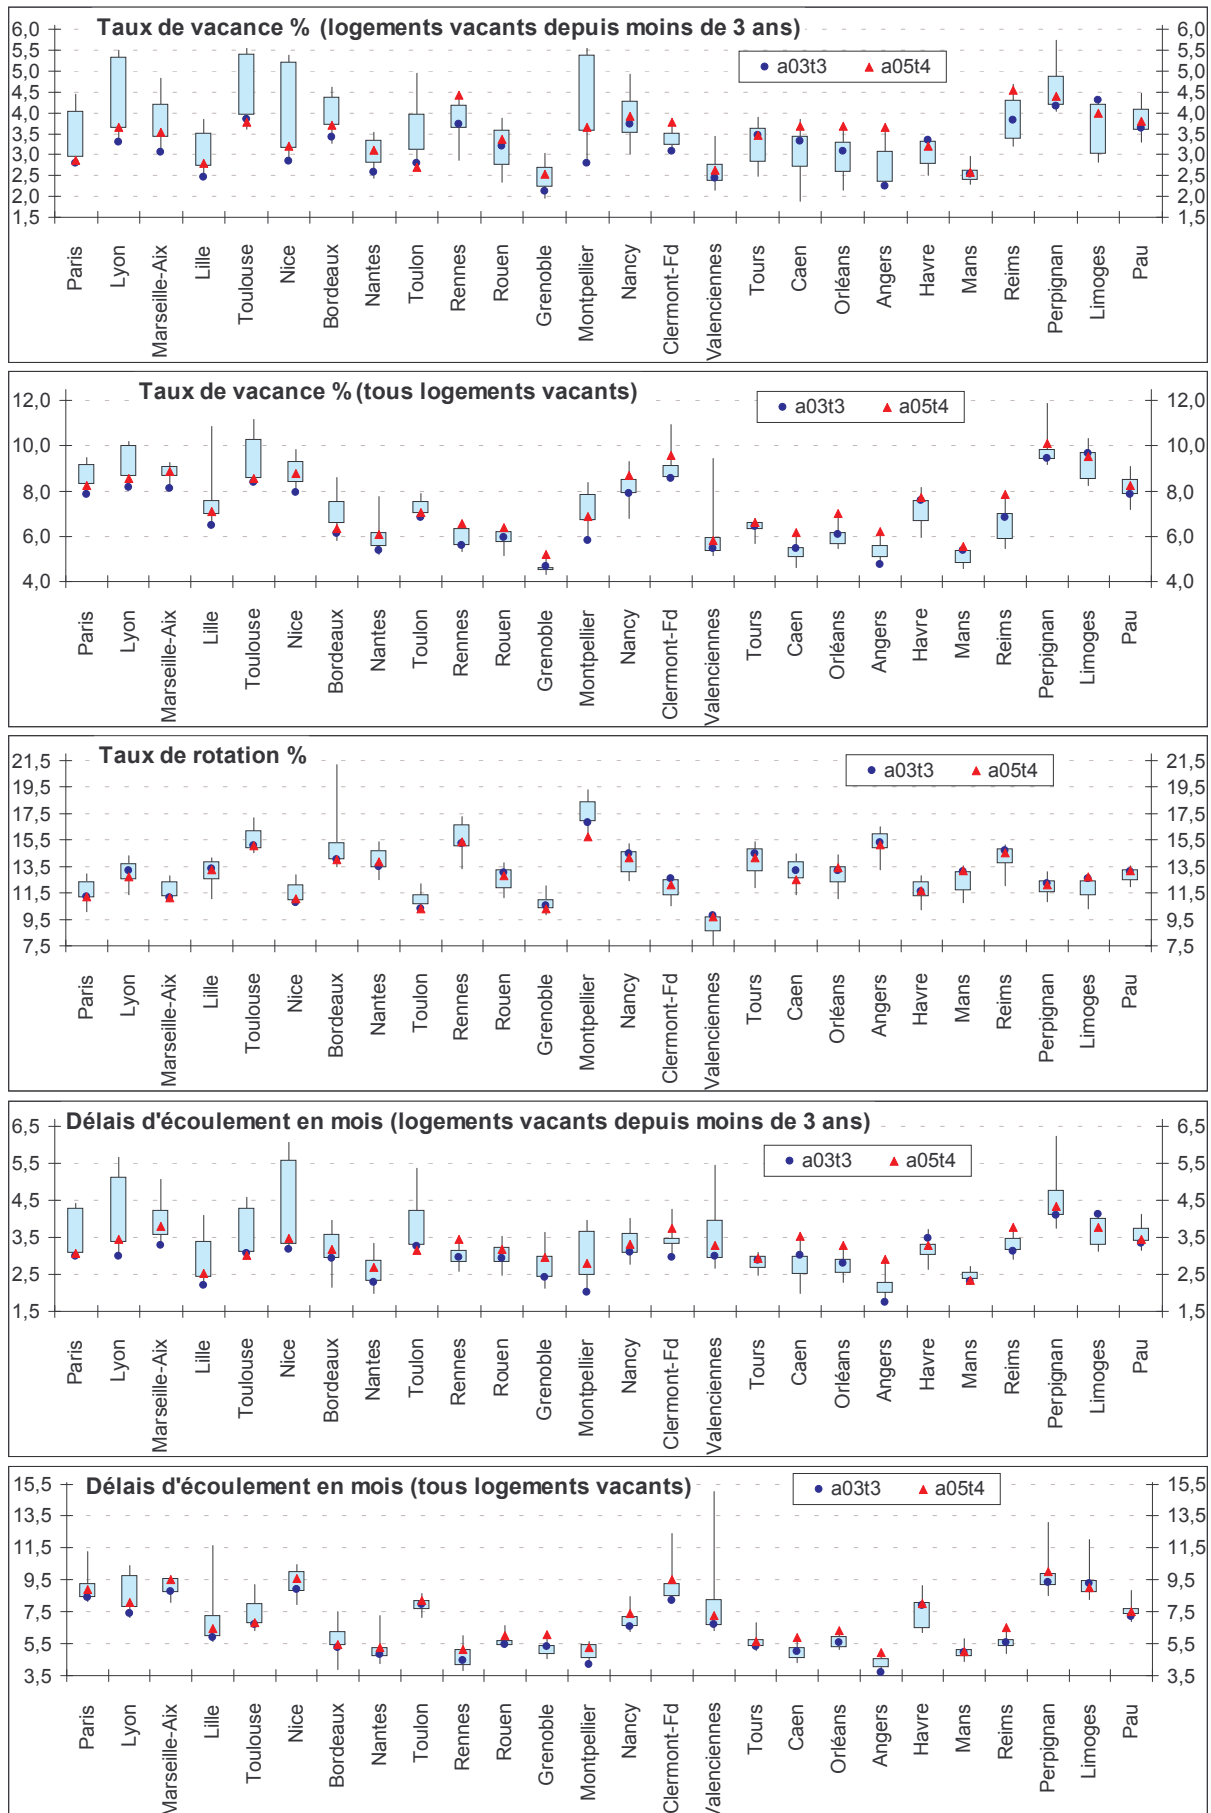 Taux de vacance % (logements vacants depuis moins de 3 ans)
a03t3 a05t4
6,0 6,0
5,5 5,5
5,0 5,0
4,5 4,5
4,0 4,0
3,5 3,5
3,0 3,0
2,5 2,5
2,0 2,0
1,5 1,5
Paris Lyon Marseille-Aix Lille Toulouse Nice Bordeaux Nantes Toulon Rennes Rouen Grenoble Montpellier Nancy Clermont-Fd Valenciennes Tours Caen Orléans Angers Havre Mans Reims Perpignan Limoges Pau
Taux de vacance % (tous logements vacants)
a03t3 a05t4
12,0 12,0
10,0 10,0
8,0 8,0
6,0 6,0
4,0 4,0
Paris Lyon Marseille-Aix Lille Toulouse Nice Bordeaux Nantes Toulon Rennes Rouen Grenoble Montpellier Nancy Clermont-Fd Valenciennes Tours Caen Orléans Angers Havre Mans Reims Perpignan Limoges Pau
Taux de rotation %
a03t3 a05t4
21,5 21,5
19,5 19,5
17,5 17,5
15,5 15,5
13,5 13,5
11,5 11,5
9,5 9,5
7,5 7,5
Paris Lyon Marseille-Aix Lille Toulouse Nice Bordeaux Nantes Toulon Rennes Rouen Grenoble Montpellier Nancy Clermont-Fd Valenciennes Tours Caen Orléans Angers Havre Mans Reims Perpignan Limoges Pau
Délais d'écoulement en mois (logements vacants depuis moins de 3 ans)
a03t3 a05t4
6,5 6,5
5,5 5,5
4,5 4,5
3,5 3,5
2,5 2,5
1,5 1,5
Paris Lyon Marseille-Aix Lille Toulouse Nice Bordeaux Nantes Toulon Rennes Rouen Grenoble Montpellier Nancy Clermont-Fd Valenciennes Tours Caen Orléans Angers Havre Mans Reims Perpignan Limoges Pau
Délais d'écoulement en mois (tous logements vacants)
a03t3 a05t4
15,5 15,5
13,5 13,5
11,5 11,5
9,5 9,5
7,5 7,5
5,5 5,5
3,5 3,5
Paris Lyon Marseille-Aix Lille Toulouse Nice Bordeaux Nantes Toulon Rennes Rouen Grenoble Montpellier Nancy Clermont-Fd Valenciennes Tours Caen Orléans Angers Havre Mans Reims Perpignan Limoges Pau